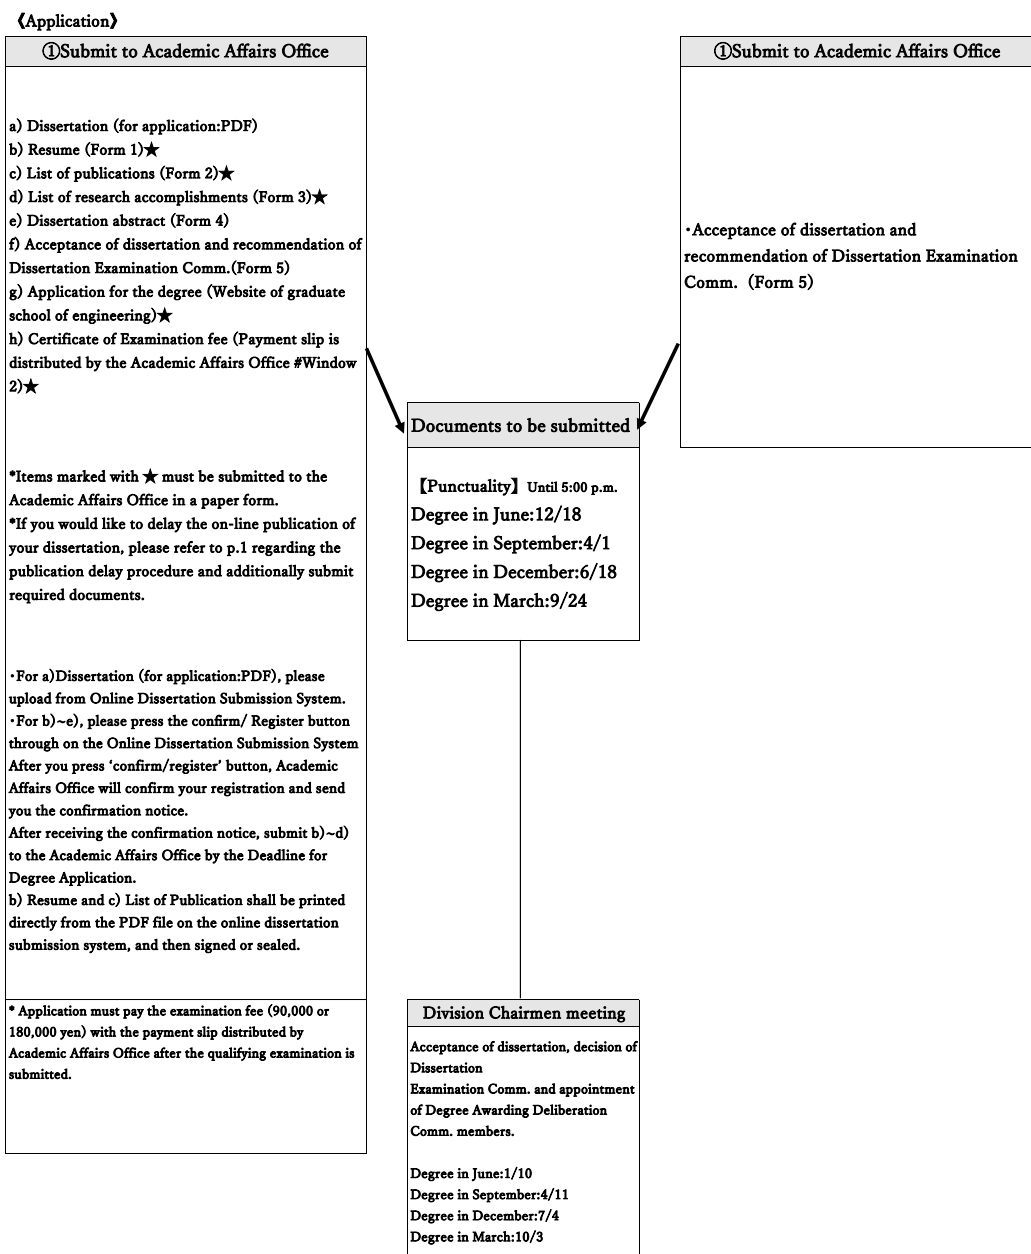 《Application》
①Submit to Academic Affairs Office
a) Dissertation (for application:PDF)
b) Resume (Form 1)★
c) List of publications (Form 2)★
d) List of research accomplishments (Form 3)★
e) Dissertation abstract (Form 4)
f) Acceptance of dissertation and recommendation of
Dissertation Examination Comm.(Form 5)
g) Application for the degree (Website of graduate
school of engineering)★
h) Certificate of Examination fee (Payment slip is
distributed by the Academic Affairs Office #Window
2)★
*Items marked with ★ must be submitted to the
Academic Affairs Office in a paper form.
*If you would like to delay the on-line publication of
your dissertation, please refer to p.1 regarding the
publication delay procedure and additionally submit
required documents.
・For a)Dissertation (for application:PDF), please
upload from Online Dissertation Submission System.
・For b)~e), please press the confirm/ Register button
through on the Online Dissertation Submission System
After you press ‘confirm/register’ button, Academic
Affairs Office will confirm your registration and send
you the confirmation notice.
After receiving the confirmation notice, submit b)~d)
to the Academic Affairs Office by the Deadline for
Degree Application.
b) Resume and c) List of Publication shall be printed
directly from the PDF file on the online dissertation
submission system, and then signed or sealed.
* Application must pay the examination fee (90,000 or
180,000 yen) with the payment slip distributed by
Academic Affairs Office after the qualifying examination is
submitted.
①Submit to Academic Affairs Office
・Acceptance of dissertation and
recommendation of Dissertation Examination
Comm. (Form 5)
Documents to be submitted
【Punctuality】Until 5:00 p.m.
Degree in June:12/18
Degree in September:4/1
Degree in December:6/18
Degree in March:9/24
Division Chairmen meeting
Acceptance of dissertation, decision of
Dissertation
Examination Comm. and appointment
of Degree Awarding Deliberation
Comm. members.
Degree in June:1/10
Degree in September:4/11
Degree in December:7/4
Degree in March:10/3